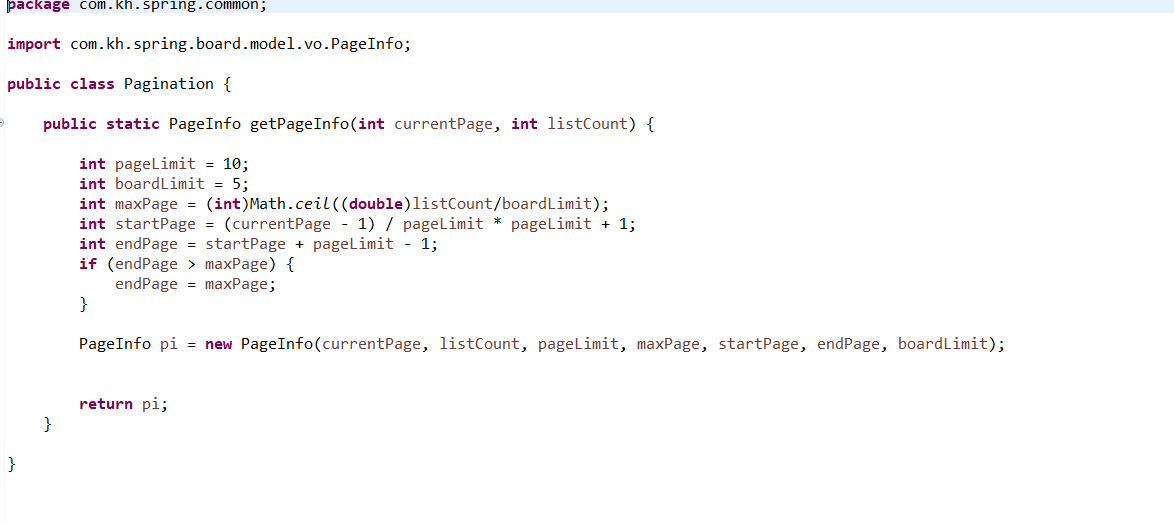 package com.kh.spring.common;
import com.kh.spring.board.model.vo.PageInfo;
public class Pagination {
public static PageInfo getPageInfo(int currentPage, int listCount) {
int pageLimit = 10;
int boardLimit = 5;
int maxPage = (int)Math.ceil((double)listCount/boardLimit);
int startPage = (currentPage - 1) / pageLimit * pageLimit + 1;
int endPage = startPage + pageLimit - 1;
if (endPage > maxPage) {
endPage = maxPage;
}
PageInfo pi = new PageInfo(currentPage, listCount, pageLimit, maxPage, startPage, endPage, boardLimit);
return pi;
}
}